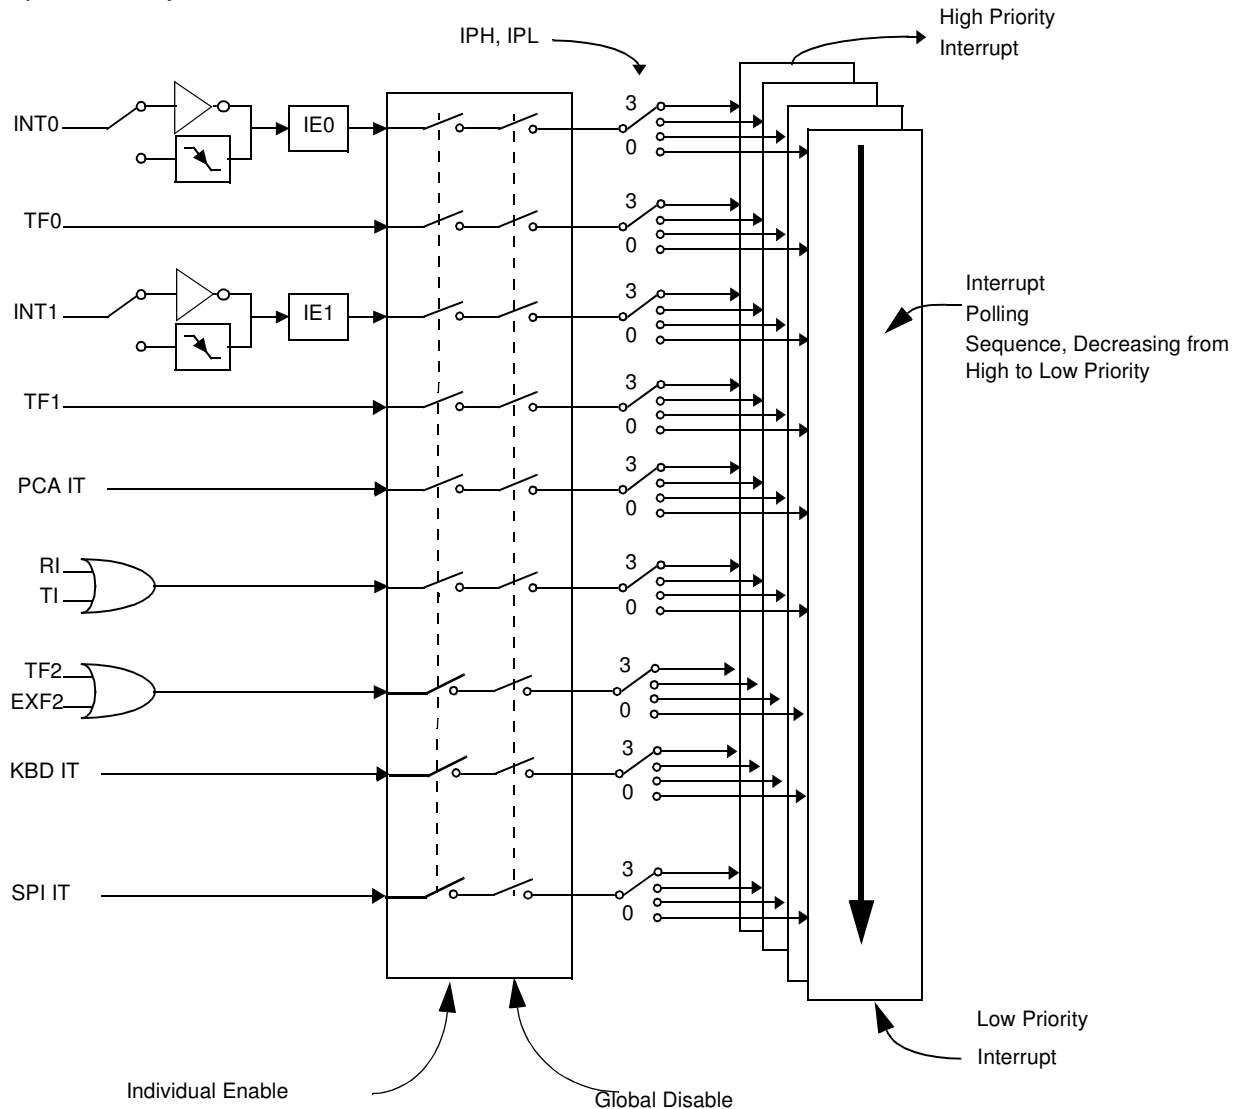 High Priority
Interrupt
IPH, IPL
INT0
IE0
3
0
TF0
3
0
INT1
IE1
3
0
Interrupt
Polling
Sequence, Decreasing from
High to Low Priority
TF1
3
0
PCA IT
3
0
RI
TI
3
0
TF2
EXF2
3
0
KBD IT
3
0
SPI IT
3
0
Low Priority
Interrupt
Individual Enable
Global Disable